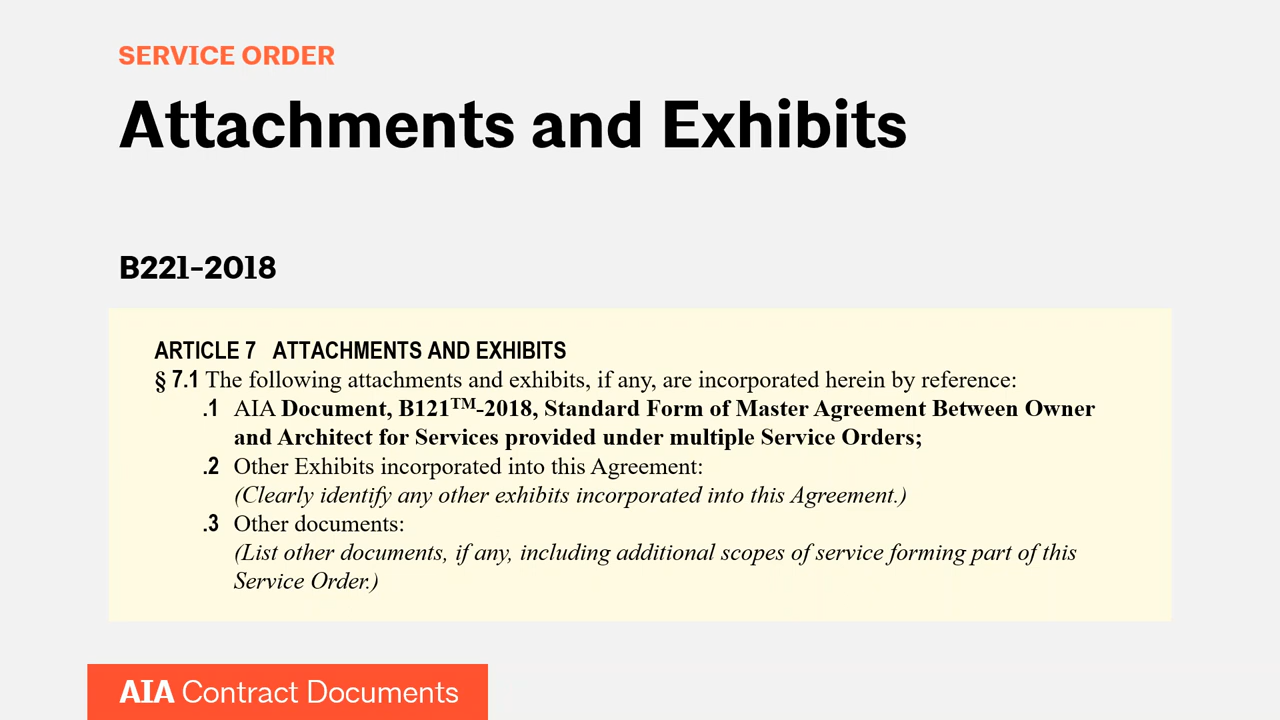 SERVICE ORDER
Attachments and Exhibits
B221-2018
ARTICLE 7 ATTACHMENTS AND EXHIBITS
§ 7.1 The following attachments and exhibits, if any, are incorporated herein by reference:
.1 AIA Document, B121™-2018, Standard Form of Master Agreement Between Owner
and Architect for Services provided under multiple Service Orders;
.2 Other Exhibits incorporated into this Agreement:
(Clearly identify any other exhibits incorporated into this Agreement.)
.3 Other documents:
(List other documents, if any, including additional scopes of service forming part of this
Service Order.)
AIA Contract Documents